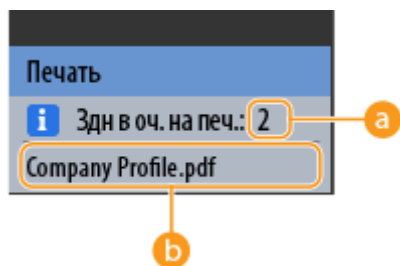 Печать
i Здн в оч. на печ.: 2
a
Company Profile.pdf
b